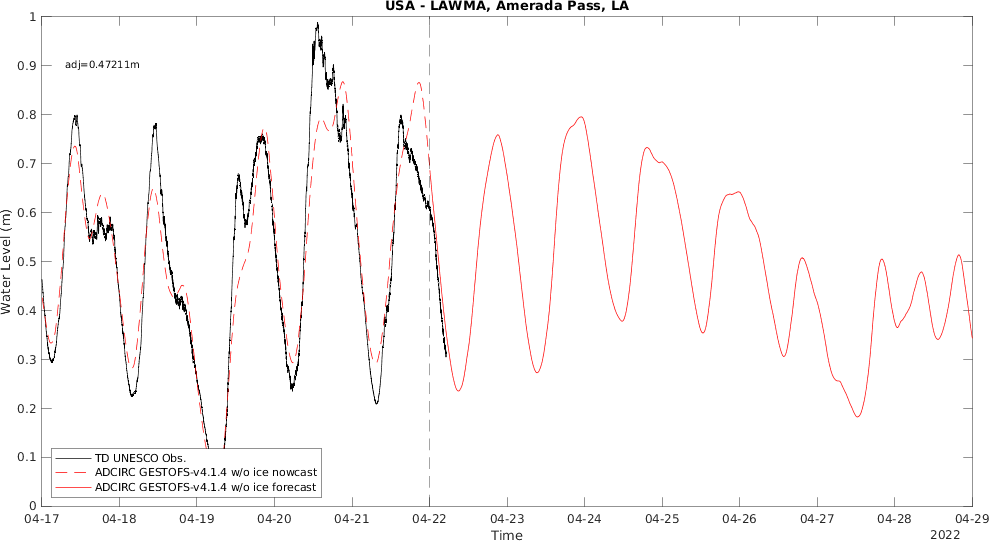 USA - LAWMA, Amerada Pass, LA
1
0.9
0.8
0.7
0.6
0.5
0.4
0.3
0.2
0.1
0
Water Level (m)
adj=0.47211m
TD UNESCO Obs.
ADCIRC GESTOFS-v4.1.4 w/o ice nowcast
ADCIRC GESTOFS-v4.1.4 w/o ice forecast
04-17 04-18 04-19 04-20 04-21 04-22 04-23 04-24 04-25 04-26 04-27 04-28 04-29
Time
2022